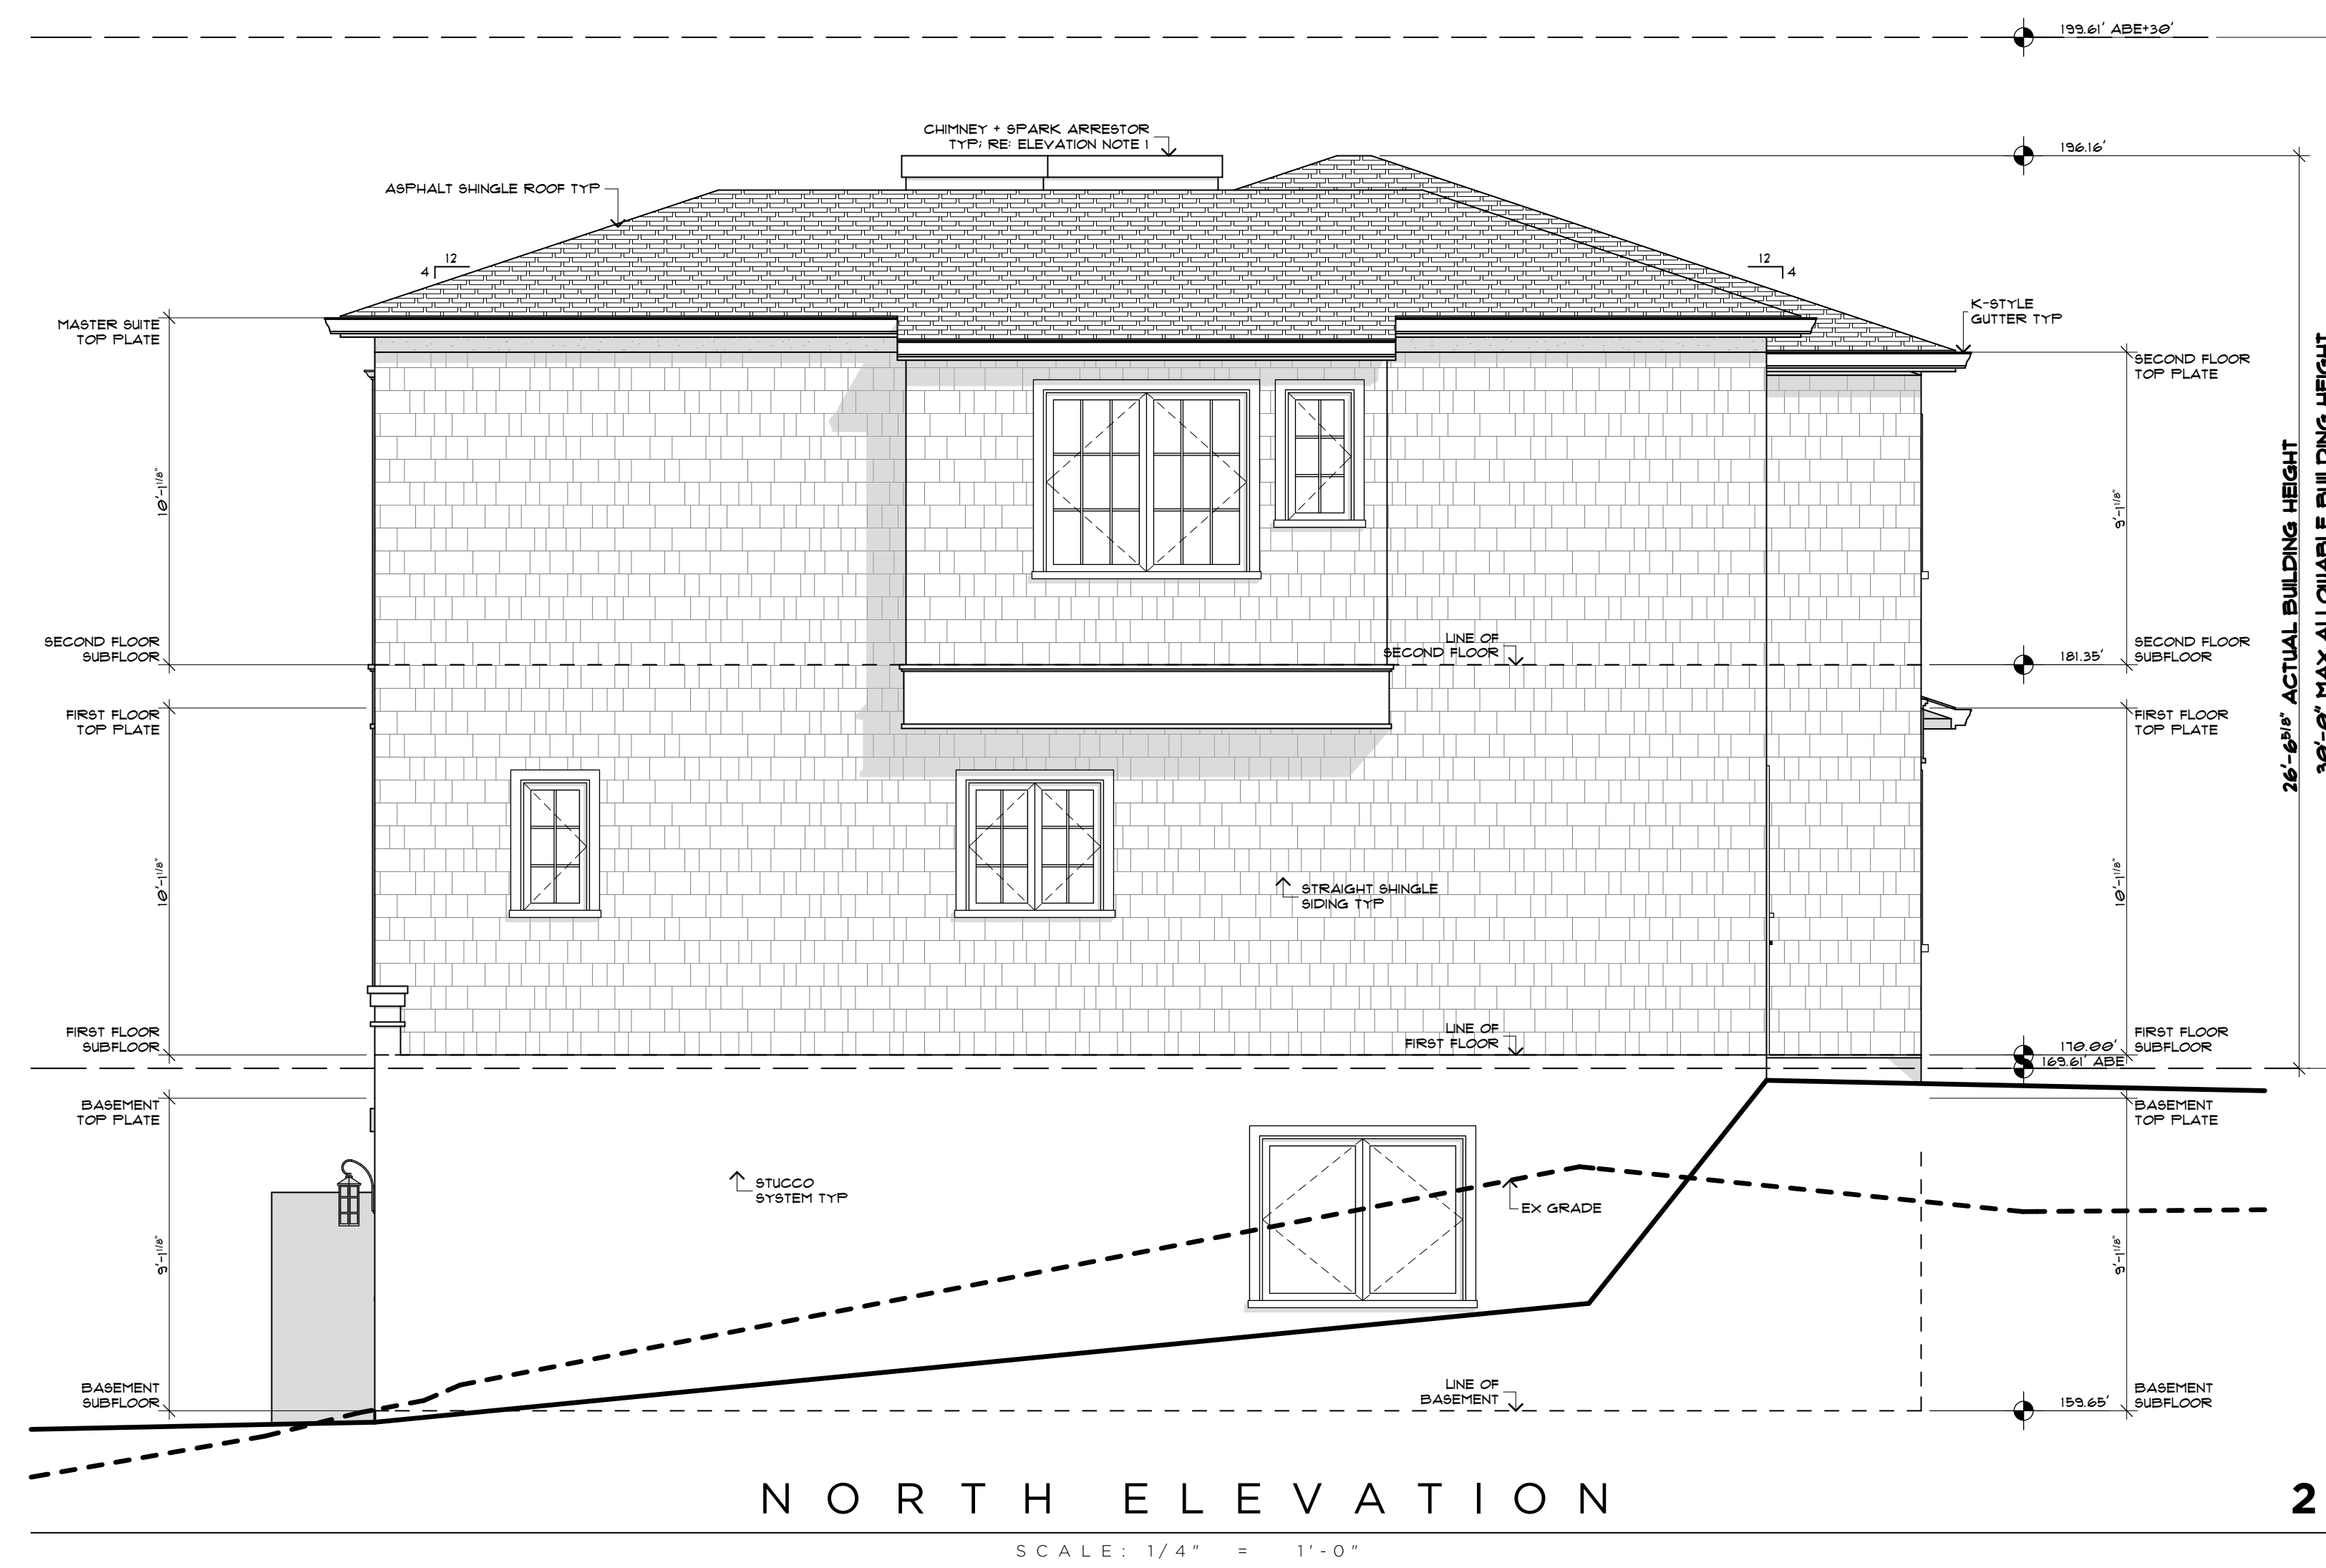 199.61' ABE+30'
CHIMNEY + SPARK ARRESTOR
TYP; RE: ELEVATION NOTE 1
196.16'
ASPHALT SHINGLE ROOF TYP
12
4
12
4
K-STYLE
GUTTER TYP
MASTER SUITE
TOP PLATE
SECOND FLOOR
TOP PLATE
10'-1 1/8"
9'-1 1/8"
26'-6 5/8" ACTUAL BUILDING HEIGHT
30'-0" MAX ALLOWABLE BUILDING HEIGHT
SECOND FLOOR
SUBFLOOR
LINE OF
SECOND FLOOR
181.35'
SECOND FLOOR
SUBFLOOR
FIRST FLOOR
TOP PLATE
FIRST FLOOR
TOP PLATE
10'-1 1/8"
STRAIGHT SHINGLE
SIDING TYP
10'-1 1/8"
FIRST FLOOR
SUBFLOOR
LINE OF
FIRST FLOOR
170.00'
FIRST FLOOR
SUBFLOOR
169.61' ABE
BASEMENT
TOP PLATE
BASEMENT
TOP PLATE
STUCCO
SYSTEM TYP
EX GRADE
9'-1 1/8"
9'-1 1/8"
BASEMENT
SUBFLOOR
LINE OF
BASEMENT
159.65'
BASEMENT
SUBFLOOR
NORTH ELEVATION
2
SCALE: 1/4" = 1'-0"